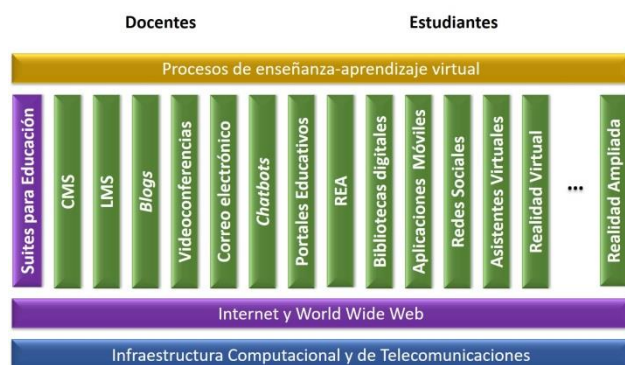 Docentes
Estudiantes
Procesos de enseñanza-aprendizaje virtual
Suites para Educación
CMS
LMS
Blogs
Videoconferencias
Correo electrónico
Chatbots
Portales Educativos
REA
Bibliotecas digitales
Aplicaciones Móviles
Redes Sociales
Asistentes Virtuales
Realidad Virtual
...
Realidad Ampliada
Internet y World Wide Web
Infraestructura Computacional y de Telecomunicaciones